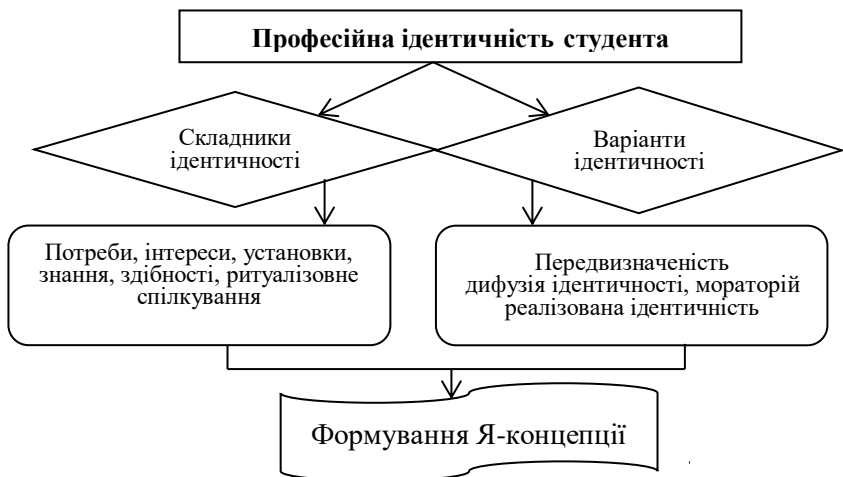 Професійна ідентичність студента
Складники
ідентичності
Варіанти
ідентичності
Потреби, інтереси, установки,
знання, здібності, ритуалізовне
спілкування
Передвизначеність
дифузія ідентичності, мораторій
реалізована ідентичність
Формування Я-концепції